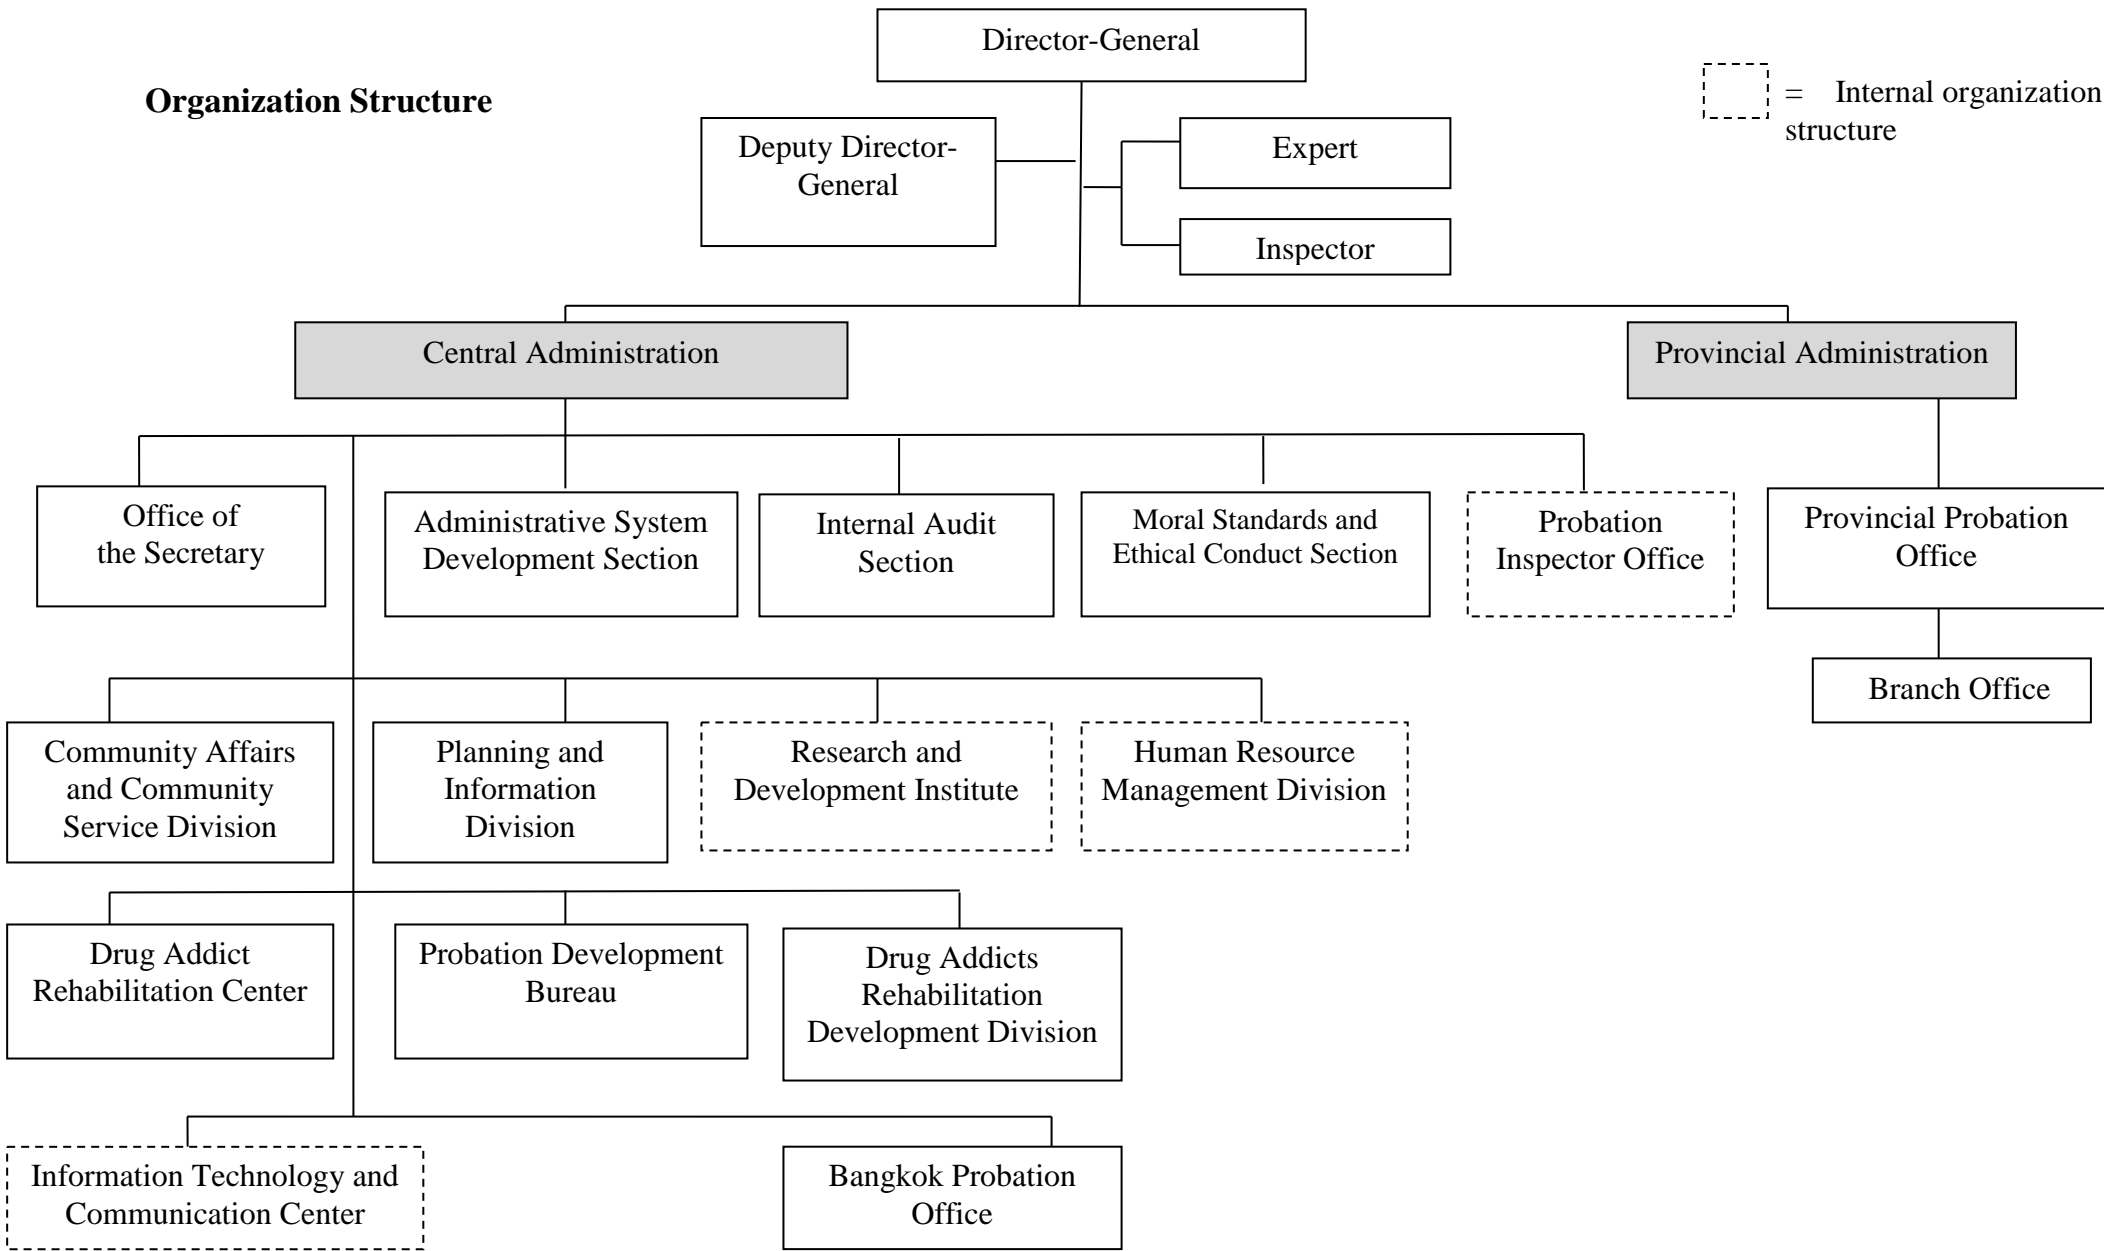 Director-General
Organization Structure
= Internal organization
structure
Deputy Director-
General
Expert
Inspector
Central Administration
Provincial Administration
Office of
the Secretary
Administrative System
Development Section
Internal Audit
Section
Moral Standards and
Ethical Conduct Section
Probation
Inspector Office
Provincial Probation
Office
Branch Office
Community Affairs
and Community
Service Division
Planning and
Information
Division
Research and
Development Institute
Human Resource
Management Division
Drug Addict
Rehabilitation Center
Probation Development
Bureau
Drug Addicts
Rehabilitation
Development Division
Information Technology and
Communication Center
Bangkok Probation
Office